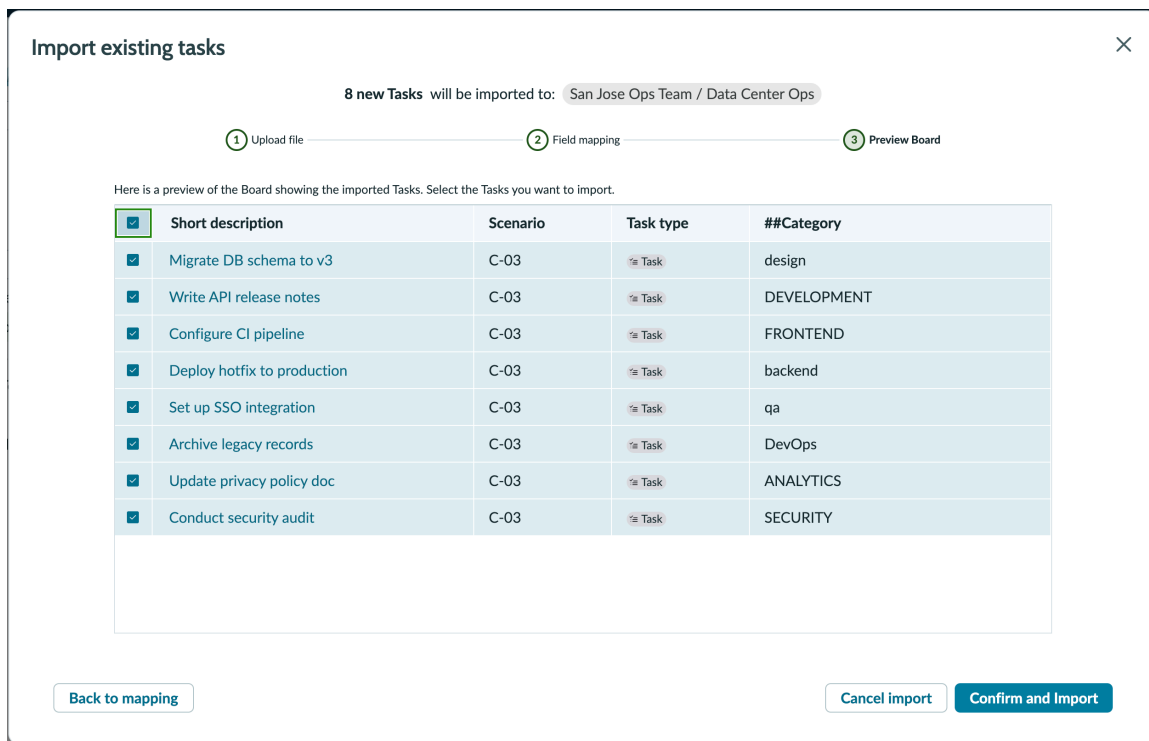 Import existing tasks
8 new Tasks will be imported to: San Jose Ops Team / Data Center Ops
1 Upload file 2 Field mapping 3 Preview Board
Here is a preview of the Board showing the imported Tasks. Select the Tasks you want to import.
Short description Scenario Task type ##Category
Migrate DB schema to v3 C-03 Task design
Write API release notes C-03 Task DEVELOPMENT
Configure CI pipeline C-03 Task FRONTEND
Deploy hotfix to production C-03 Task backend
Set up SSO integration C-03 Task qa
Archive legacy records C-03 Task DevOps
Update privacy policy doc C-03 Task ANALYTICS
Conduct security audit C-03 Task SECURITY
Back to mapping Cancel import Confirm and Import